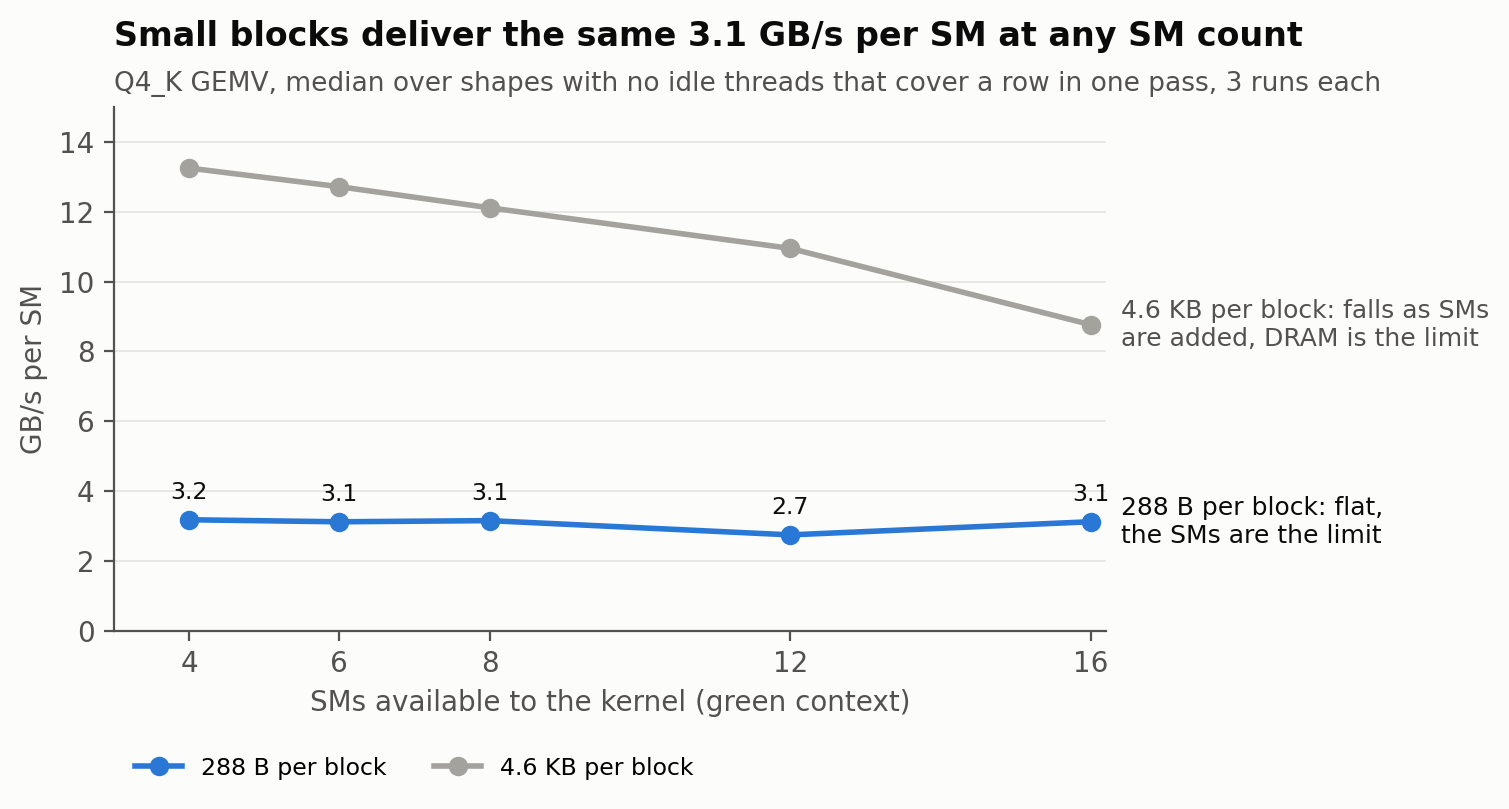 Small blocks deliver the same 3.1 GB/s per SM at any SM count
Q4_K GEMV, median over shapes with no idle threads that cover a row in one pass, 3 runs each
GB/s per SM
14
12
10
8
6
4
2
0
4.6 KB per block: falls as SMs
are added, DRAM is the limit
3.2
3.1
3.1
2.7
3.1
288 B per block: flat,
the SMs are the limit
4
6
8
12
16
SMs available to the kernel (green context)
288 B per block
4.6 KB per block